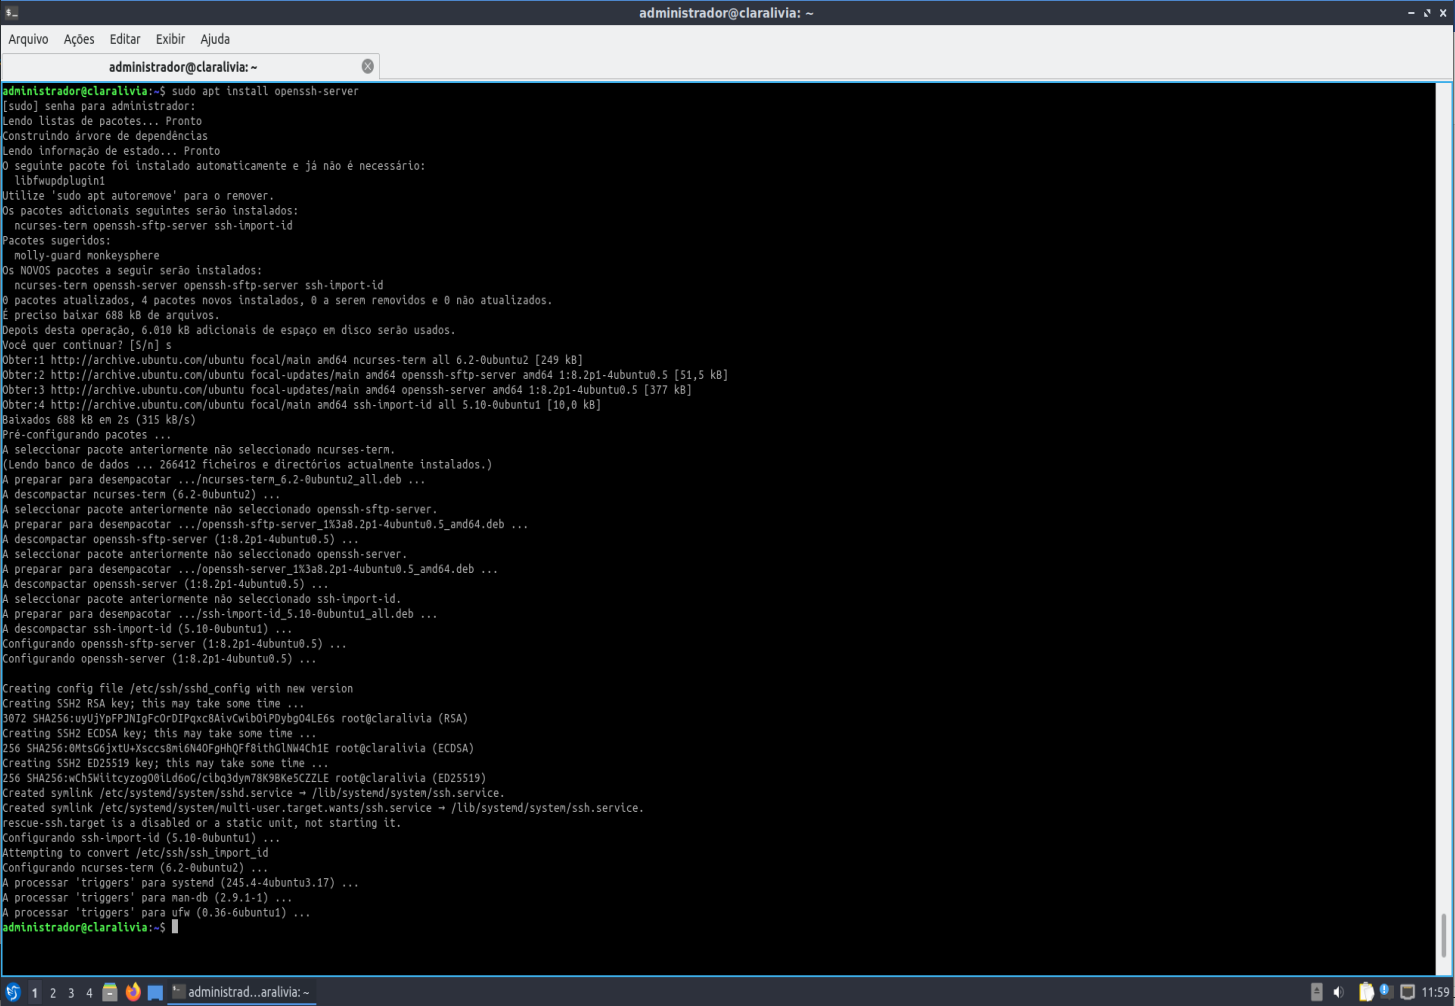 administrador@claralivia: ~
Arquivo Ações Editar Exibir Ajuda
administrador@claralivia: ~
administrador@claralivia:~$ sudo apt install openssh-server
[sudo] senha para administrador:
Lendo listas de pacotes... Pronto
Construindo árvore de dependências
Lendo informação de estado... Pronto
O seguinte pacote foi instalado automaticamente e já não é necessário:
  libfwupdplugin1
Utilize 'sudo apt autoremove' para o remover.
Os pacotes adicionais seguintes serão instalados:
  ncurses-term openssh-sftp-server ssh-import-id
Pacotes sugeridos:
  molly-guard monkeysphere
Os NOVOS pacotes a seguir serão instalados:
  ncurses-term openssh-server openssh-sftp-server ssh-import-id
0 pacotes atualizados, 4 pacotes novos instalados, 0 a serem removidos e 0 não atualizados.
É preciso baixar 688 kB de arquivos.
Depois desta operação, 6.010 kB adicionais de espaço em disco serão usados.
Você quer continuar? [S/n] s
Obter:1 http://archive.ubuntu.com/ubuntu focal/main amd64 ncurses-term all 6.2-0ubuntu2 [249 kB]
Obter:2 http://archive.ubuntu.com/ubuntu focal-updates/main amd64 openssh-sftp-server amd64 1:8.2p1-4ubuntu0.5 [51,5 kB]
Obter:3 http://archive.ubuntu.com/ubuntu focal-updates/main amd64 openssh-server amd64 1:8.2p1-4ubuntu0.5 [377 kB]
Obter:4 http://archive.ubuntu.com/ubuntu focal/main amd64 ssh-import-id all 5.10-0ubuntu1 [10,0 kB]
Baixados 688 kB em 2s (315 kB/s)
Pré-configurando pacotes ...
A seleccionar pacote anteriormente não seleccionado ncurses-term.
(Lendo banco de dados ... 266412 ficheiros e directórios actualmente instalados.)
A preparar para desempacotar .../ncurses-term_6.2-0ubuntu2_all.deb ...
A descompactar ncurses-term (6.2-0ubuntu2) ...
A seleccionar pacote anteriormente não seleccionado openssh-sftp-server.
A preparar para desempacotar .../openssh-sftp-server_1%3a8.2p1-4ubuntu0.5_amd64.deb ...
A descompactar openssh-sftp-server (1:8.2p1-4ubuntu0.5) ...
A seleccionar pacote anteriormente não seleccionado openssh-server.
A preparar para desempacotar .../openssh-server_1%3a8.2p1-4ubuntu0.5_amd64.deb ...
A descompactar openssh-server (1:8.2p1-4ubuntu0.5) ...
A seleccionar pacote anteriormente não seleccionado ssh-import-id.
A preparar para desempacotar .../ssh-import-id_5.10-0ubuntu1_all.deb ...
A descompactar ssh-import-id (5.10-0ubuntu1) ...
Configurando openssh-sftp-server (1:8.2p1-4ubuntu0.5) ...
Configurando openssh-server (1:8.2p1-4ubuntu0.5) ...
Creating config file /etc/ssh/sshd_config with new version
Creating SSH2 RSA key; this may take some time ...
3072 SHA256:uyUjYpFPJNIgFcOrDIPqxc8AivCwibOiPDybgO4LE6s root@claralivia (RSA)
Creating SSH2 ECDSA key; this may take some time ...
256 SHA256:0MtsG6jxtU+Xsccs8mi6N4OFgHhQFf8ithGlNW4Ch1E root@claralivia (ECDSA)
Creating SSH2 ED25519 key; this may take some time ...
256 SHA256:wCh5WiitcyzogO0iLd6oG/cibq3dym78K9BKe5CZZLE root@claralivia (ED25519)
Created symlink /etc/systemd/system/sshd.service → /lib/systemd/system/ssh.service.
Created symlink /etc/systemd/system/multi-user.target.wants/ssh.service → /lib/systemd/system/ssh.service.
rescue-ssh.target is a disabled or a static unit, not starting it.
Configurando ssh-import-id (5.10-0ubuntu1) ...
Attempting to convert /etc/ssh/ssh_import_id
Configurando ncurses-term (6.2-0ubuntu2) ...
A processar 'triggers' para systemd (245.4-4ubuntu3.17) ...
A processar 'triggers' para man-db (2.9.1-1) ...
A processar 'triggers' para ufw (0.36-6ubuntu1) ...
administrador@claralivia:~$
1 2 3 4 administrad...aralivia: ~ 11:59